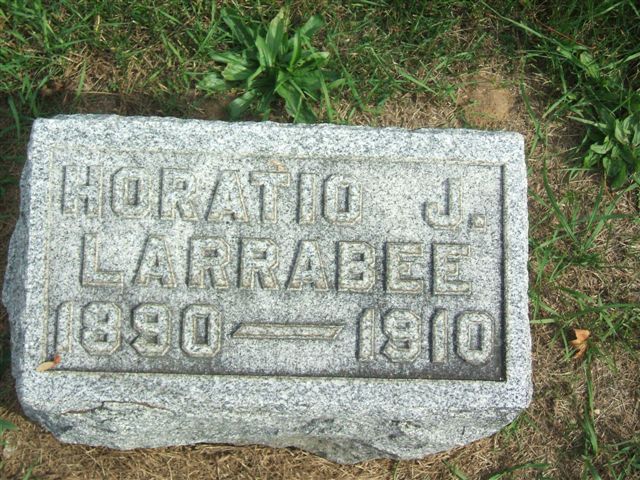 HORATIO J.
LARRABEE
1890 — 1910